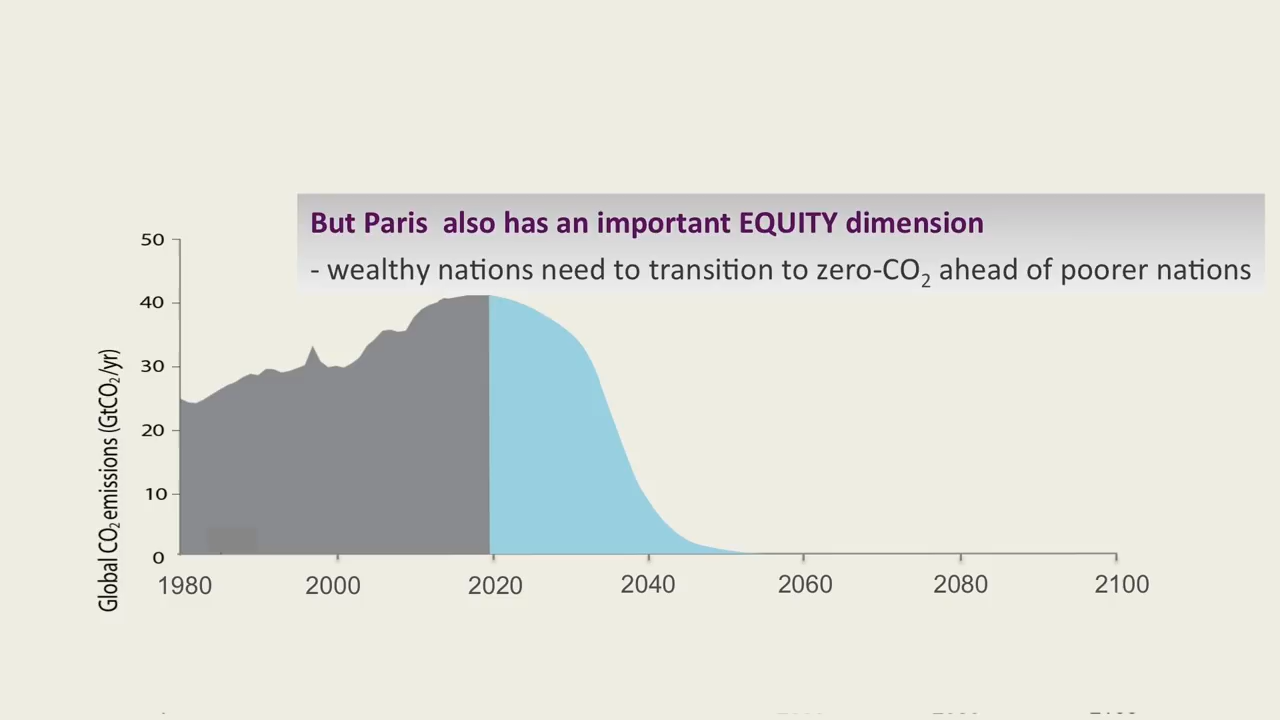 But Paris  also has an important EQUITY dimension
- wealthy nations need to transition to zero-CO₂ ahead of poorer nations
Global CO₂ emissions (GtCO₂/yr)
50
40
30
20
10
0
1980 2000 2020 2040 2060 2080 2100